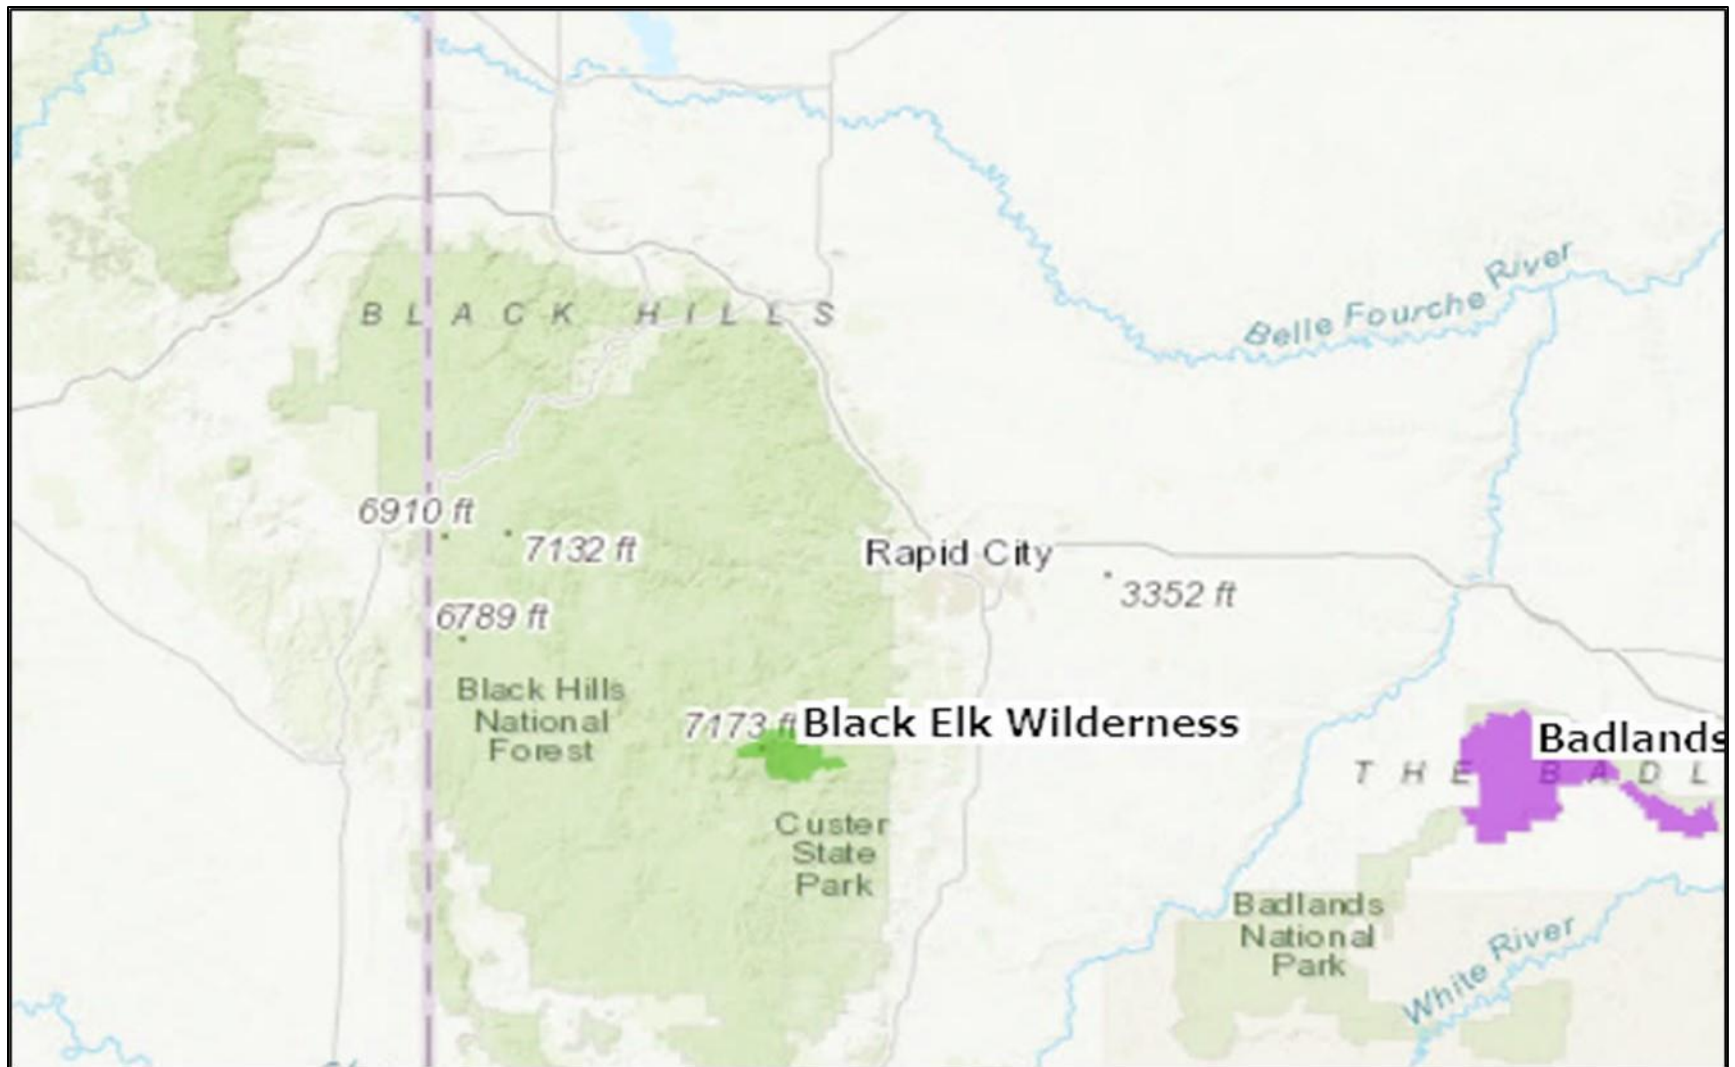 BLACK HILLS
Belle Fourche River
6910 ft
7132 ft
Rapid City
3352 ft
6789 ft
Black Hills
National
Forest
7173 ft
Black Elk Wilderness
Badlands
THE BADL
Custer
State
Park
Badlands
National
Park
White River